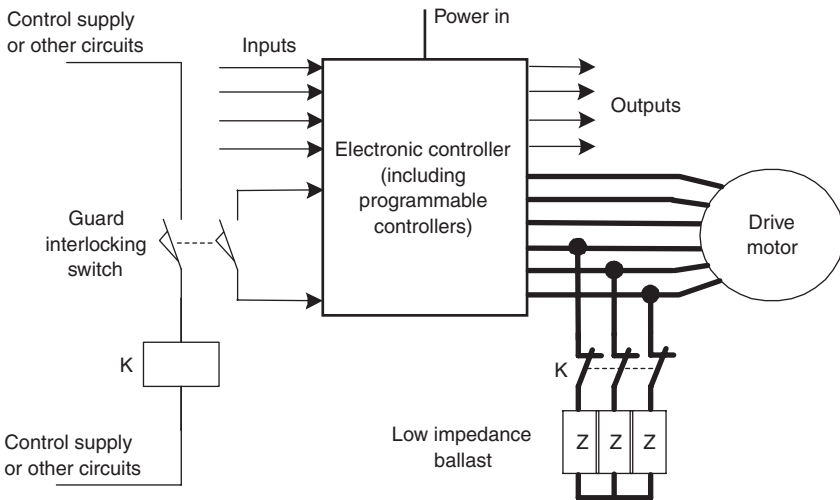 Control supply
or other circuits
Power in
Inputs
Outputs
Electronic controller
(including
programmable
controllers)
Guard
interlocking
switch
Drive
motor
K
K
Low impedance
ballast
Z Z Z
Control supply
or other circuits